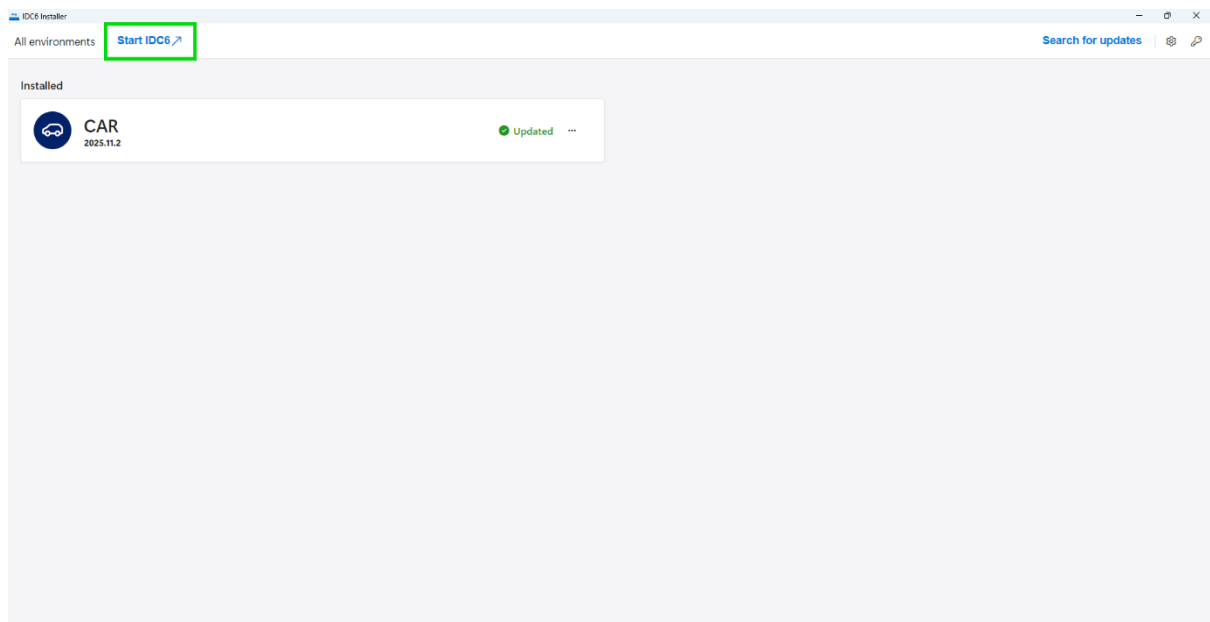 IDC6 Installer
All environments Start IDC6 Search for updates
Installed
CAR
2025.11.2
Updated